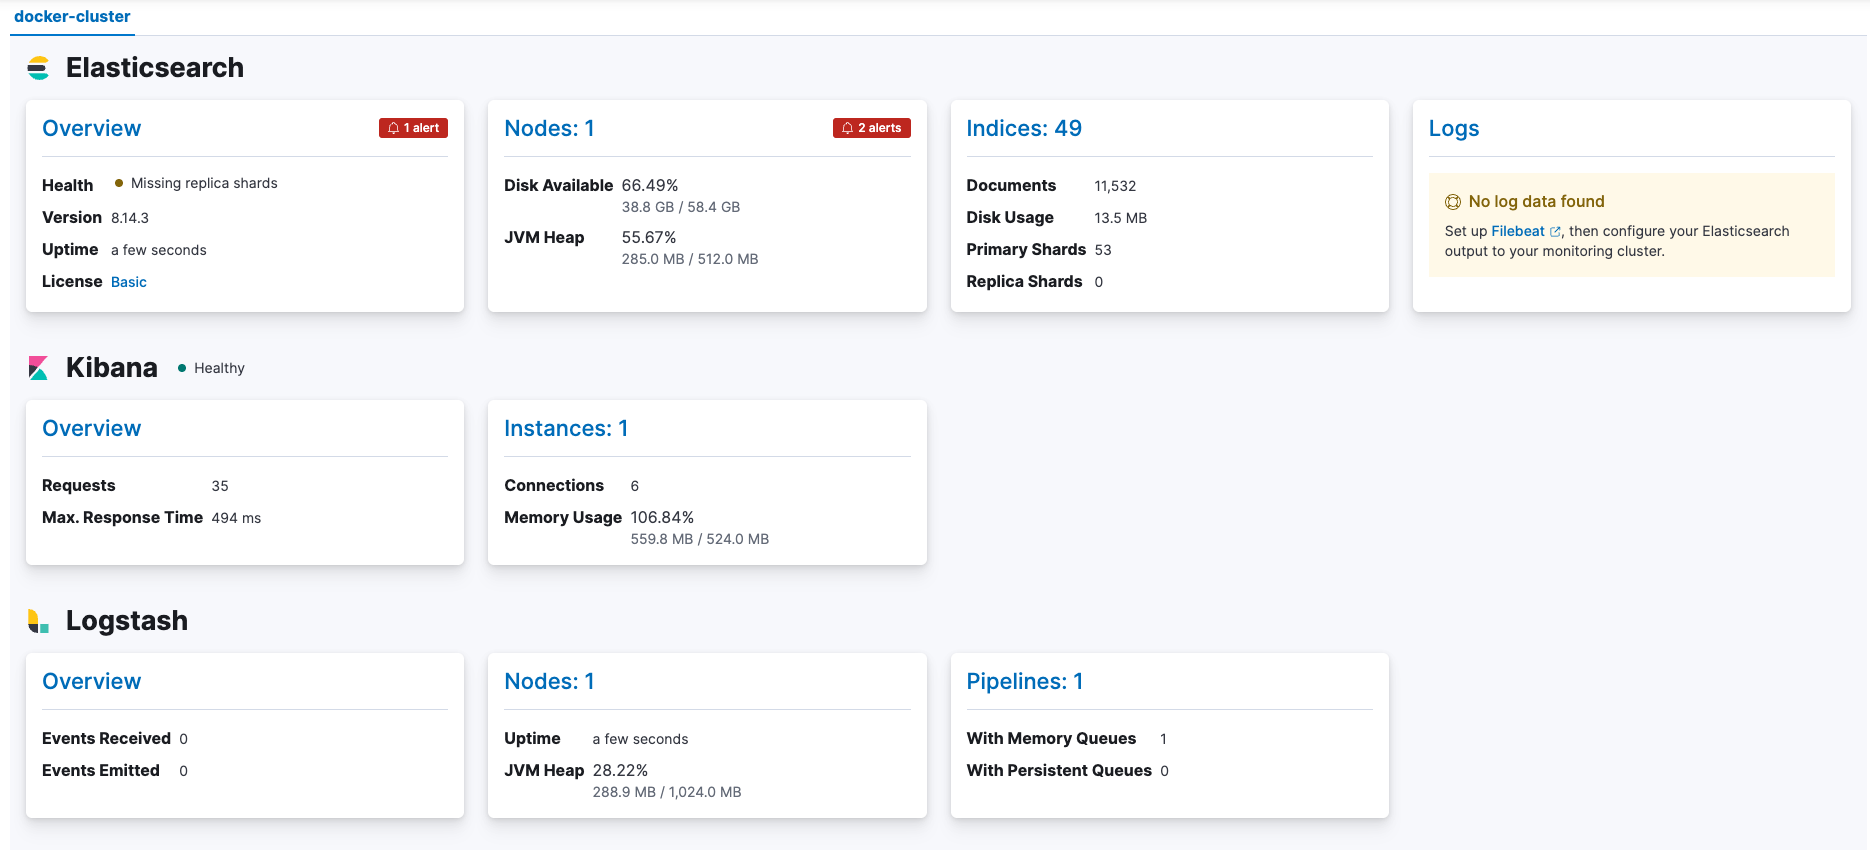 docker-cluster
Elasticsearch
Overview
1 alert
Health Missing replica shards
Version 8.14.3
Uptime a few seconds
License Basic
Nodes: 1
2 alerts
Disk Available 66.49%
38.8 GB / 58.4 GB
JVM Heap 55.67%
285.0 MB / 512.0 MB
Indices: 49
Documents 11,532
Disk Usage 13.5 MB
Primary Shards 53
Replica Shards 0
Logs
No log data found
Set up Filebeat , then configure your Elasticsearch
output to your monitoring cluster.
Kibana Healthy
Overview
Requests 35
Max. Response Time 494 ms
Instances: 1
Connections 6
Memory Usage 106.84%
559.8 MB / 524.0 MB
Logstash
Overview
Events Received 0
Events Emitted 0
Nodes: 1
Uptime a few seconds
JVM Heap 28.22%
288.9 MB / 1,024.0 MB
Pipelines: 1
With Memory Queues 1
With Persistent Queues 0